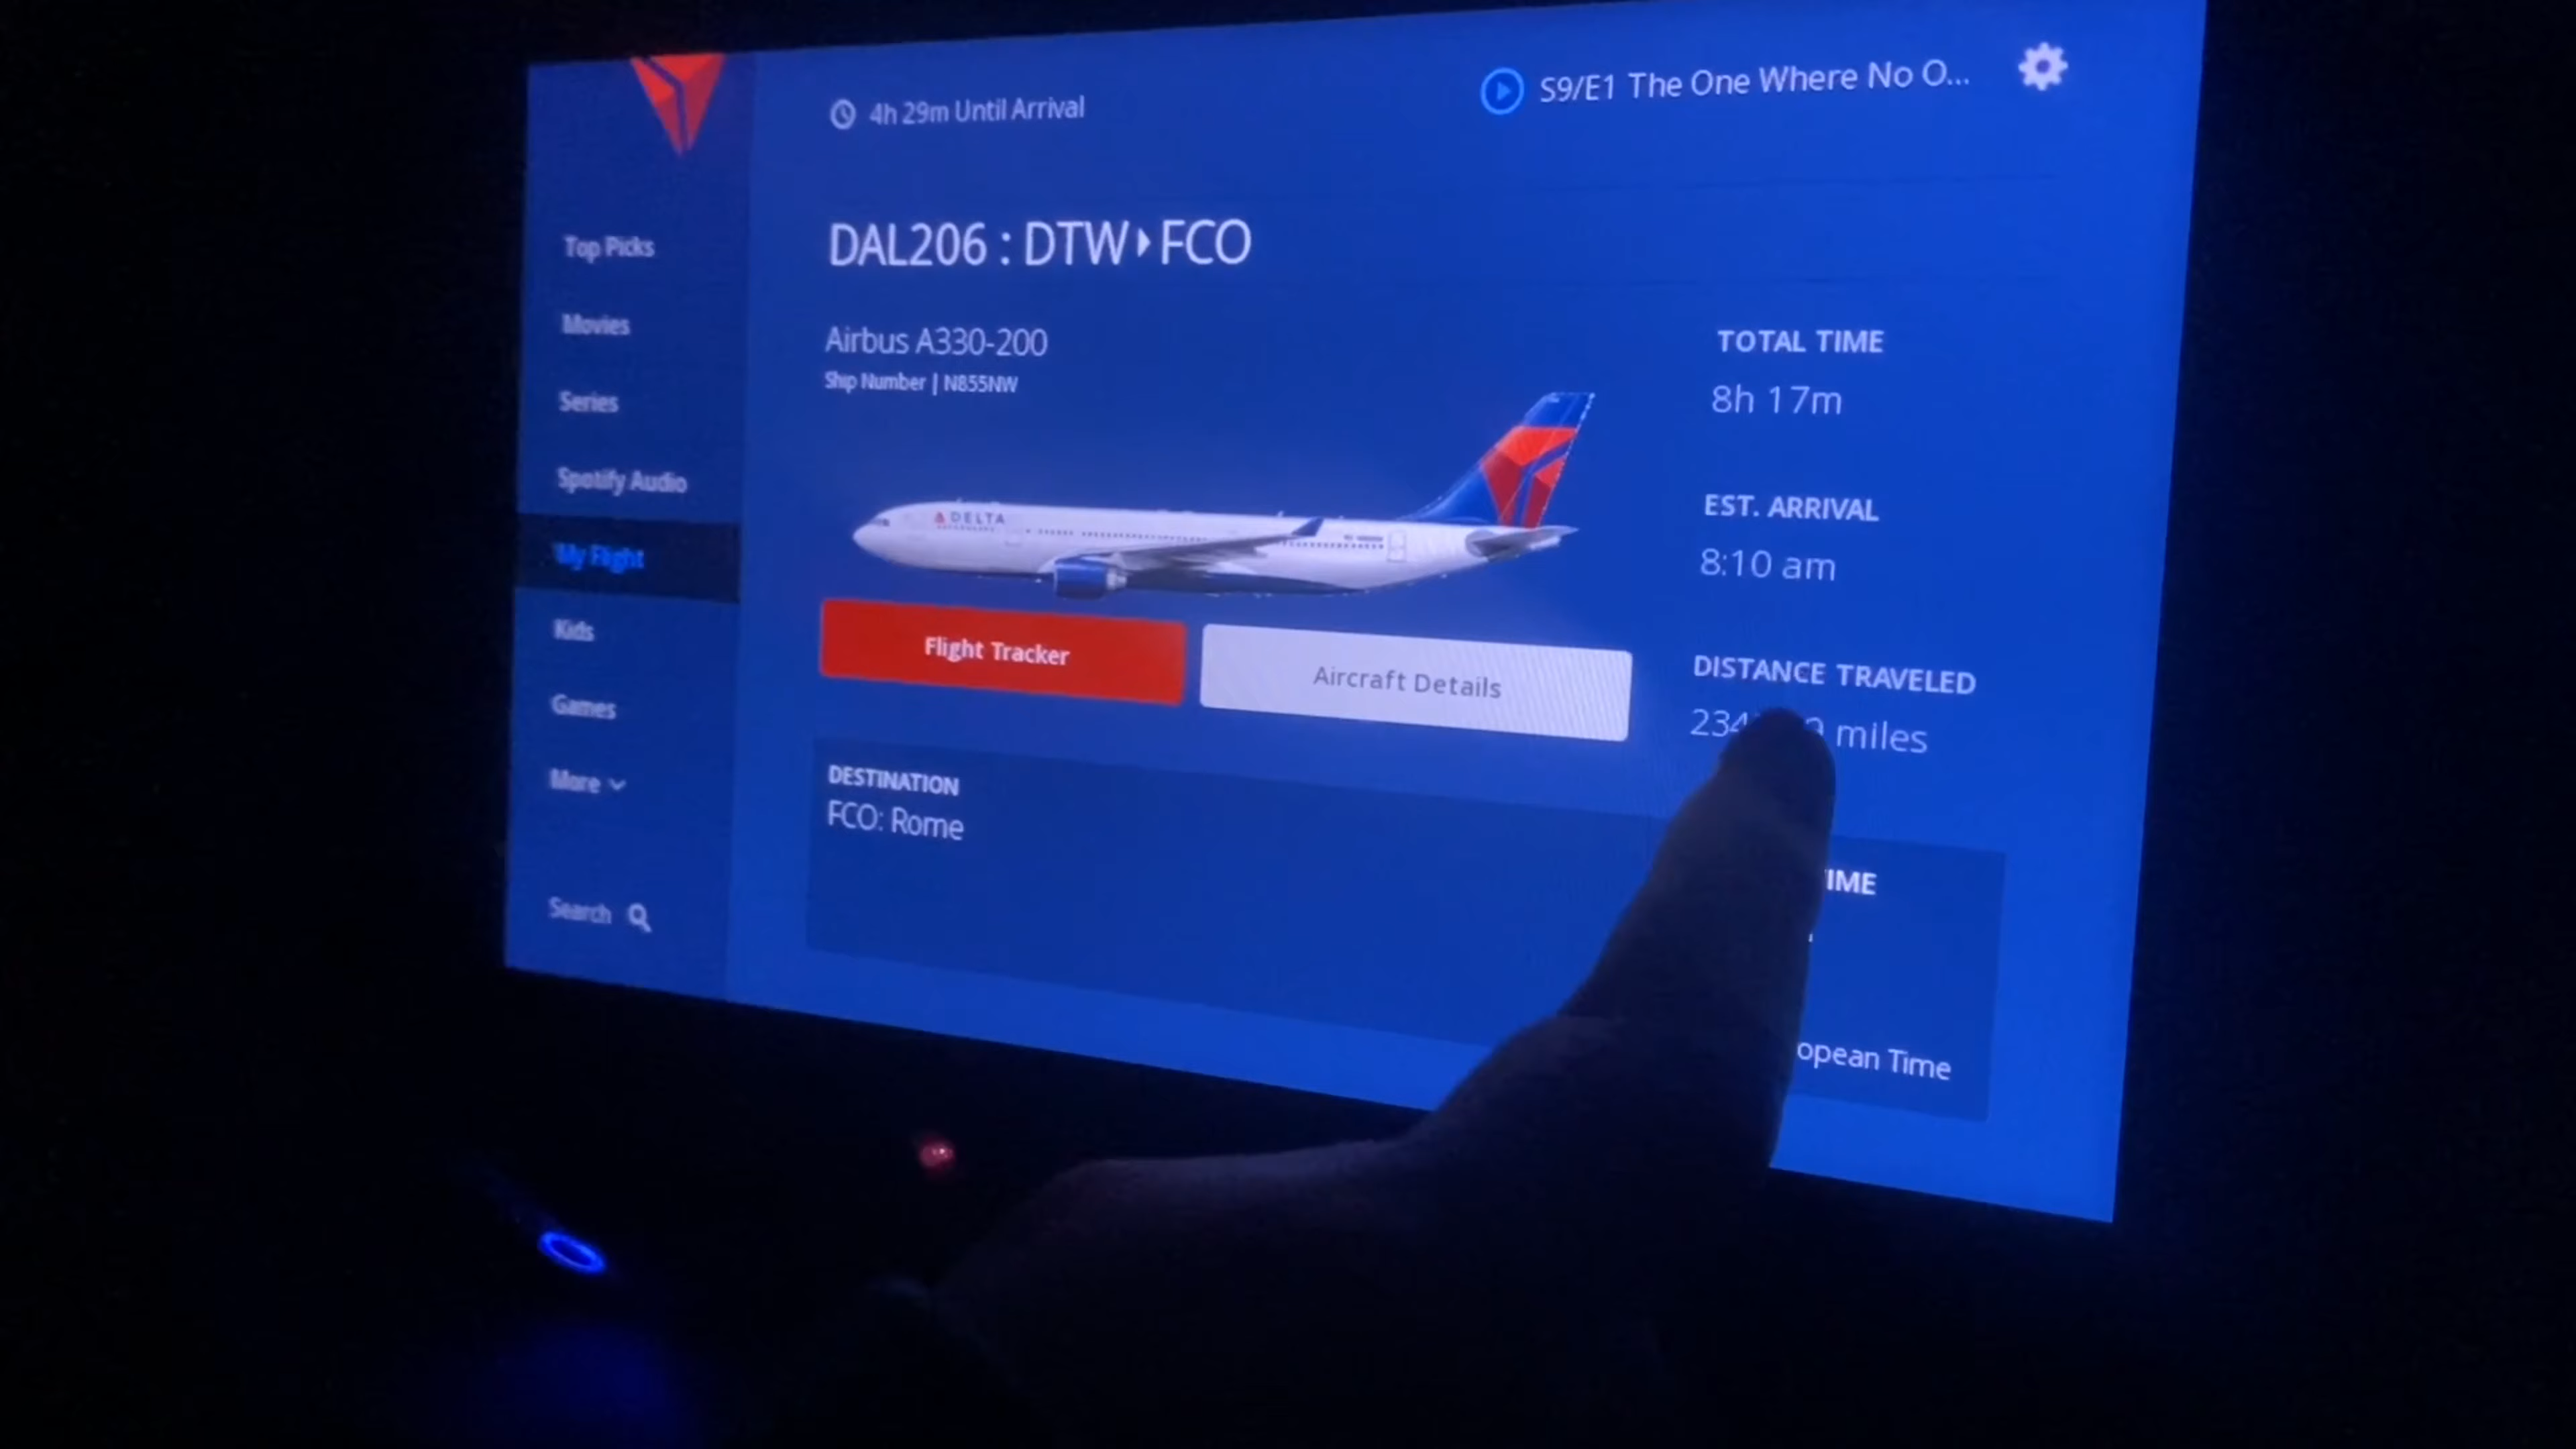 4h 29m Until Arrival
S9/E1 The One Where No O...
Top Picks
Movies
Series
Spotify Audio
My Flight
Kids
Games
More
Search
DAL206 : DTW FCO
Airbus A330-200
Ship Number | N855NW
DELTA
Flight Tracker
Aircraft Details
TOTAL TIME
8h 17m
EST. ARRIVAL
8:10 am
DISTANCE TRAVELED
miles
DESTINATION
FCO: Rome
Time